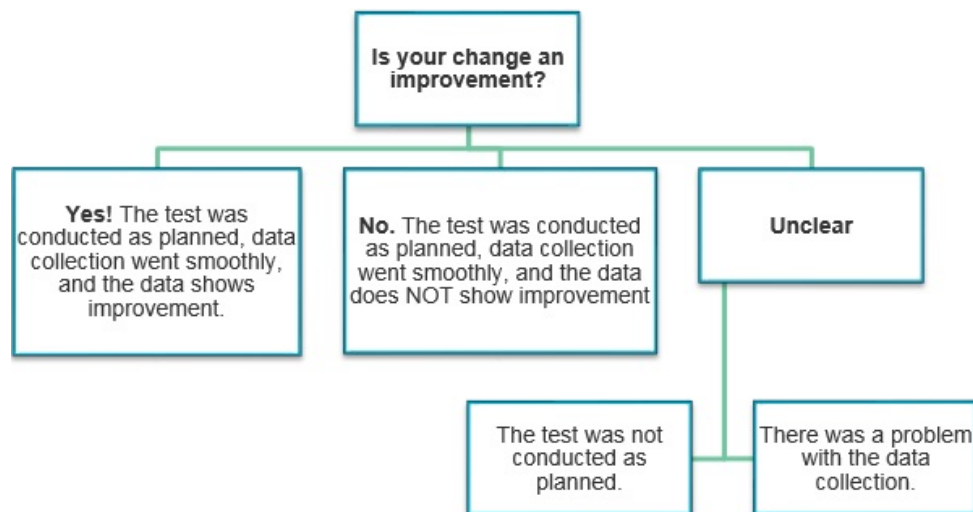 Is your change an
improvement?
Yes! The test was
conducted as planned, data
collection went smoothly,
and the data shows
improvement.
No. The test was conducted
as planned, data collection
went smoothly, and the data
does NOT show improvement
Unclear
The test was not
conducted as
planned.
There was a problem
with the data
collection.